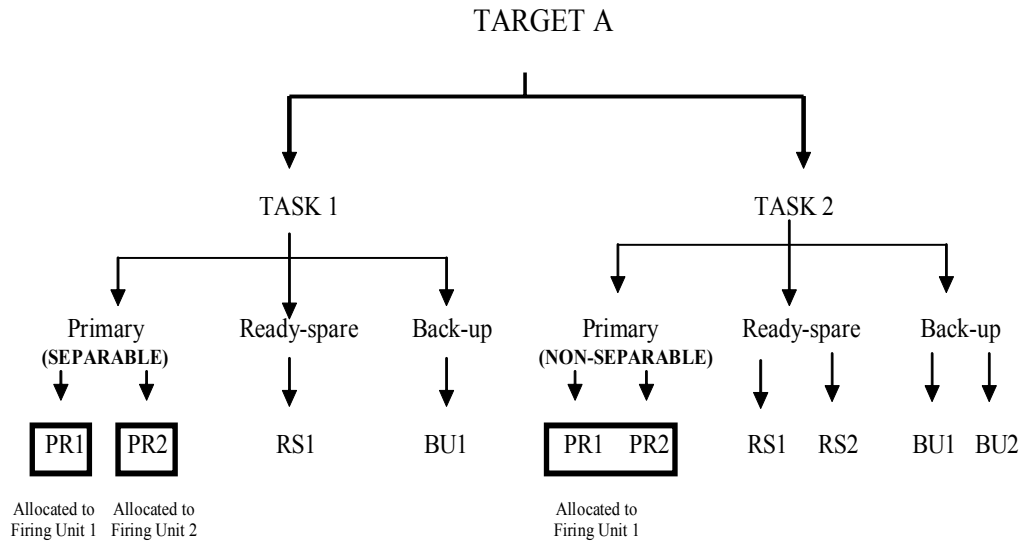 TARGET A
TASK 1
TASK 2
Primary
(SEPARABLE)
Ready-spare
Back-up
Primary
(NON-SEPARABLE)
Ready-spare
Back-up
PR1
PR2
RS1
BU1
PR1
PR2
RS1
RS2
BU1
BU2
Allocated to
Firing Unit 1
Allocated to
Firing Unit 2
Allocated to
Firing Unit 1